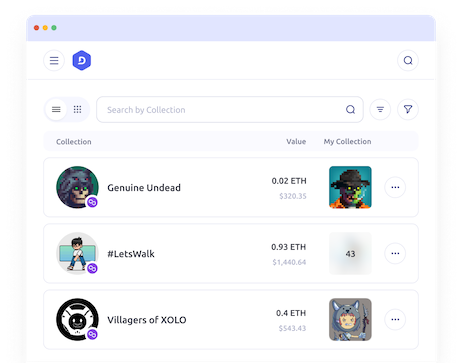 D
Search by Collection
Collection Value My Collection
Genuine Undead 0.02 ETH
$320.35
#LetsWalk 0.93 ETH 43
$1,440.64
Villagers of XOLO 0.4 ETH
$543.43